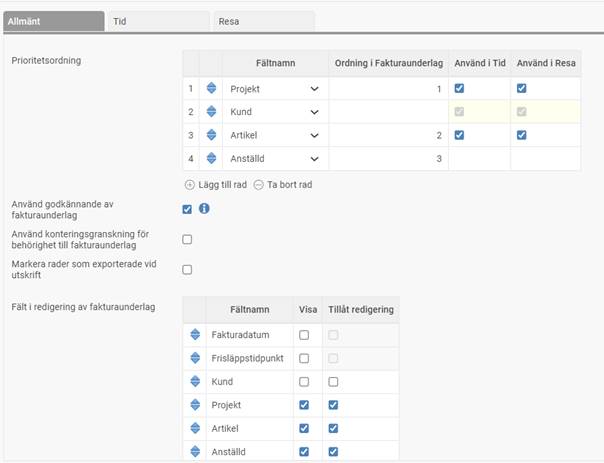 Allmänt Tid Resa
Prioritetsordning
Fältnamn Ordning i Fakturaunderlag Använd i Tid Använd i Resa
1 Projekt 1
2 Kund
3 Artikel 2
4 Anställd 3
Lägg till rad Ta bort rad
Använd godkännande av
fakturaunderlag
Använd konteringsgranskning för
behörighet till fakturaunderlag
Markera rader som exporterade vid
utskrift
Fält i redigering av fakturaunderlag
Fältnamn Visa Tillåt redigering
Fakturadatum
Frisläppstidpunkt
Kund
Projekt
Artikel
Anställd